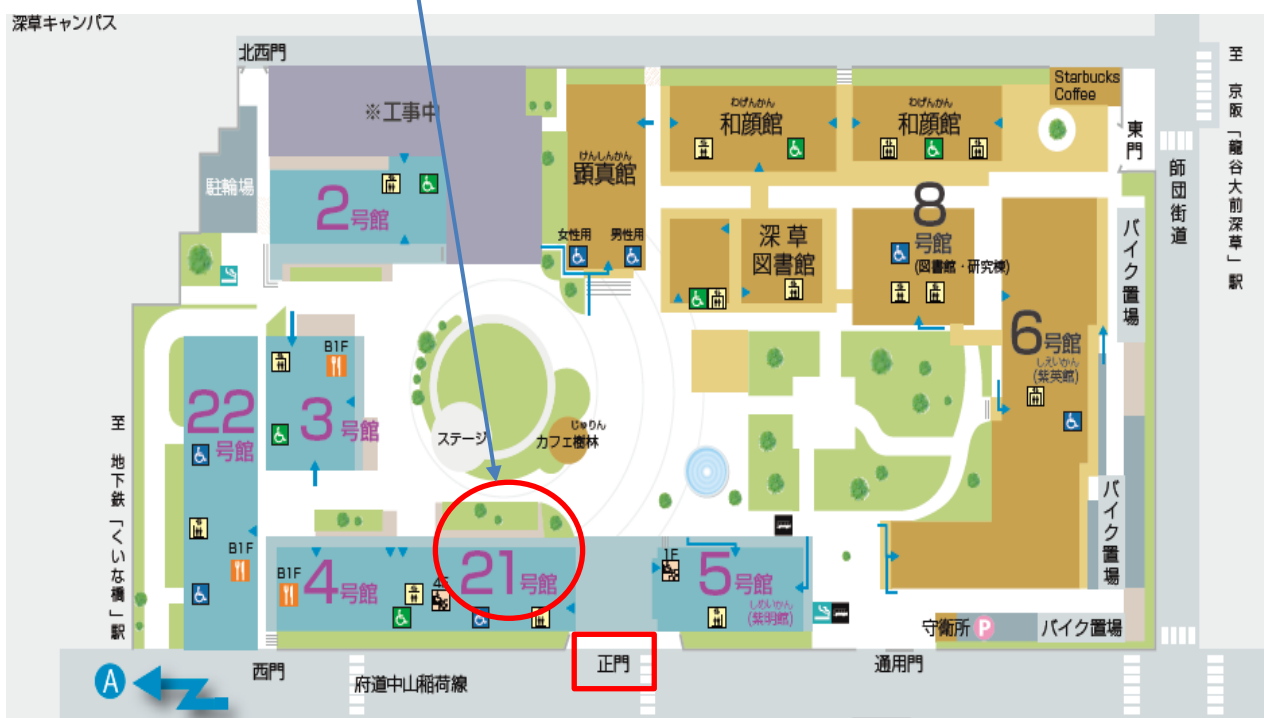 深草キャンパス
北西門
※工事中
駐輪場
2号館
けんしんかん
顕真館
女性用 男性用
わげんかん
和顔館
わげんかん
和顔館
Starbucks
Coffee
東門
師団街道
至 京阪「龍谷大前深草」駅
深草
図書館
8
号館
(図書館・研究棟)
6号館
しえいかん
(紫英館)
バイク置場
バイク置場
22
号館
B1F
B1F
3号館
ステージ
じゅりん
カフェ樹林
至 地下鉄「くいな橋」駅
B1F
4号館
4F
21号館
1F
5号館
しめいかん
(紫明館)
守衛所 P バイク置場
A
西門
府道中山稲荷線
正門
通用門